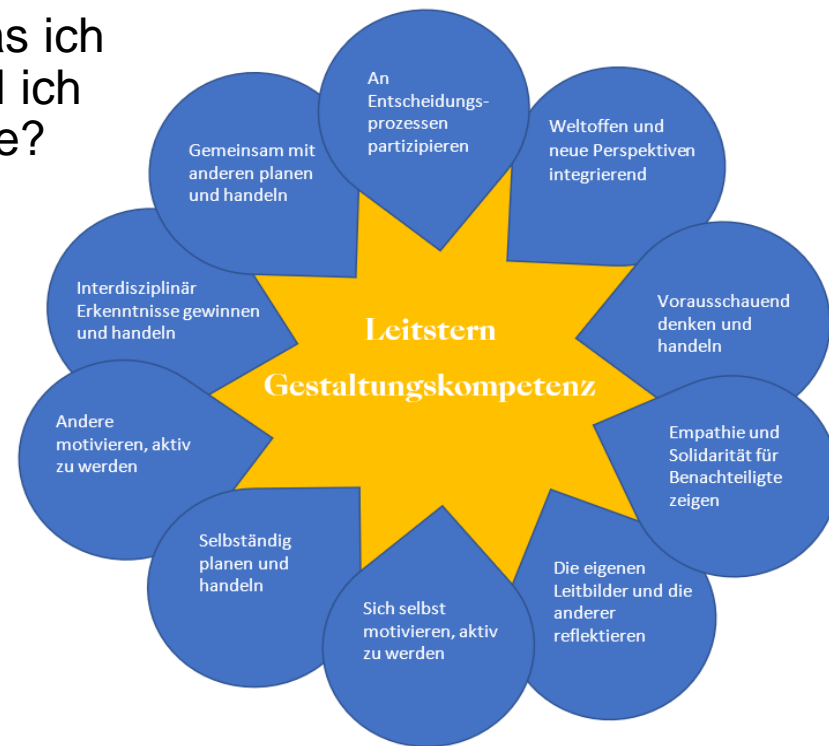 as ich
l ich
e?
An
Entscheidungs-
prozessen
partizipieren
Weltoffen und
neue Perspektiven
integrierend
Vorausschauend
denken und
handeln
Empathie und
Solidarität für
Benachteiligte
zeigen
Die eigenen
Leitbilder und die
anderer
reflektieren
Sich selbst
motivieren, aktiv
zu werden
Selbständig
planen und
handeln
Andere
motivieren, aktiv
zu werden
Interdisziplinär
Erkenntnisse gewinnen
und handeln
Gemeinsam mit
anderen planen
und handeln
Leitstern
Gestaltungskompetenz